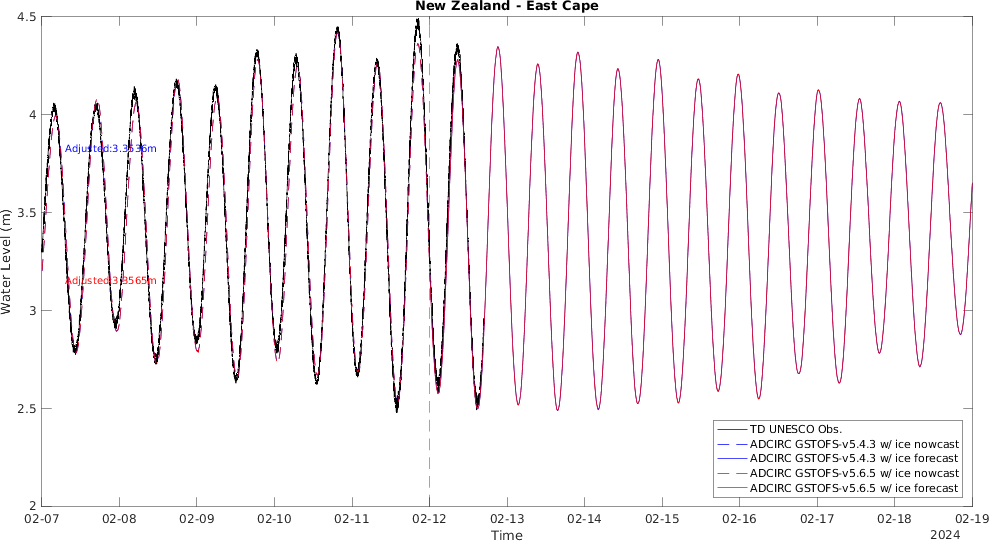 New Zealand - East Cape
4.5
4
3.5
3
2.5
2
Water Level (m)
Adjusted:3.3536m
Adjusted:3.3565m
TD UNESCO Obs.
ADCIRC GSTOFS-v5.4.3 w/ ice nowcast
ADCIRC GSTOFS-v5.4.3 w/ ice forecast
ADCIRC GSTOFS-v5.6.5 w/ ice nowcast
ADCIRC GSTOFS-v5.6.5 w/ ice forecast
02-07 02-08 02-09 02-10 02-11 02-12 02-13 02-14 02-15 02-16 02-17 02-18 02-19
Time
2024